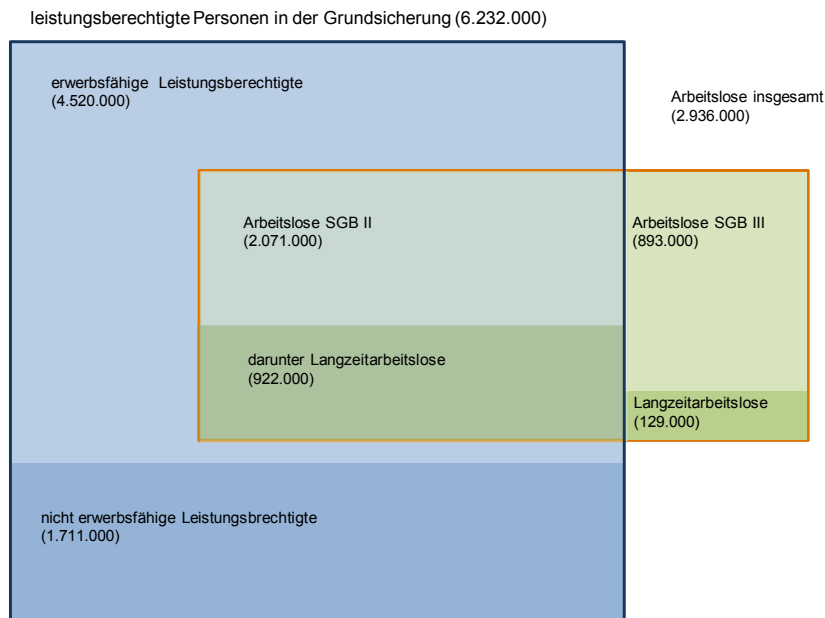 leistungsberechtigte Personen in der Grundsicherung (6.232.000)
erwerbsfähige Leistungsberechtigte
(4.520.000)
Arbeitslose insgesamt
(2.936.000)
Arbeitslose SGB II
(2.071.000)
Arbeitslose SGB III
(893.000)
darunter Langzeitarbeitslose
(922.000)
Langzeitarbeitslose
(129.000)
nicht erwerbsfähige Leistungsbrechtigte
(1.711.000)